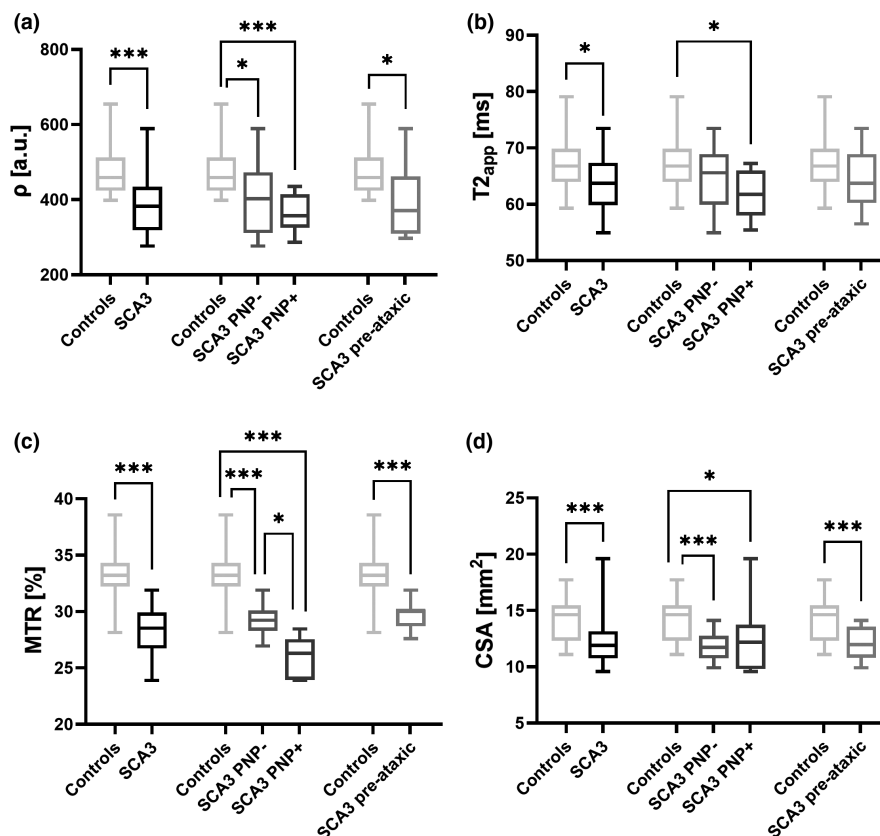 (a)
***
***
*
*
800
600
400
200
ρ [a.u.]
Controls
SCA3
Controls
SCA3 PNP-
SCA3 PNP+
Controls
SCA3 pre-ataxic
(b)
*
*
90
80
70
60
50
T2app [ms]
Controls
SCA3
Controls
SCA3 PNP-
SCA3 PNP+
Controls
SCA3 pre-ataxic
(c)
***
***
***
*
***
40
35
30
25
20
MTR [%]
Controls
SCA3
Controls
SCA3 PNP-
SCA3 PNP+
Controls
SCA3 pre-ataxic
(d)
***
*
***
***
25
20
15
10
5
CSA [mm²]
Controls
SCA3
Controls
SCA3 PNP-
SCA3 PNP+
Controls
SCA3 pre-ataxic